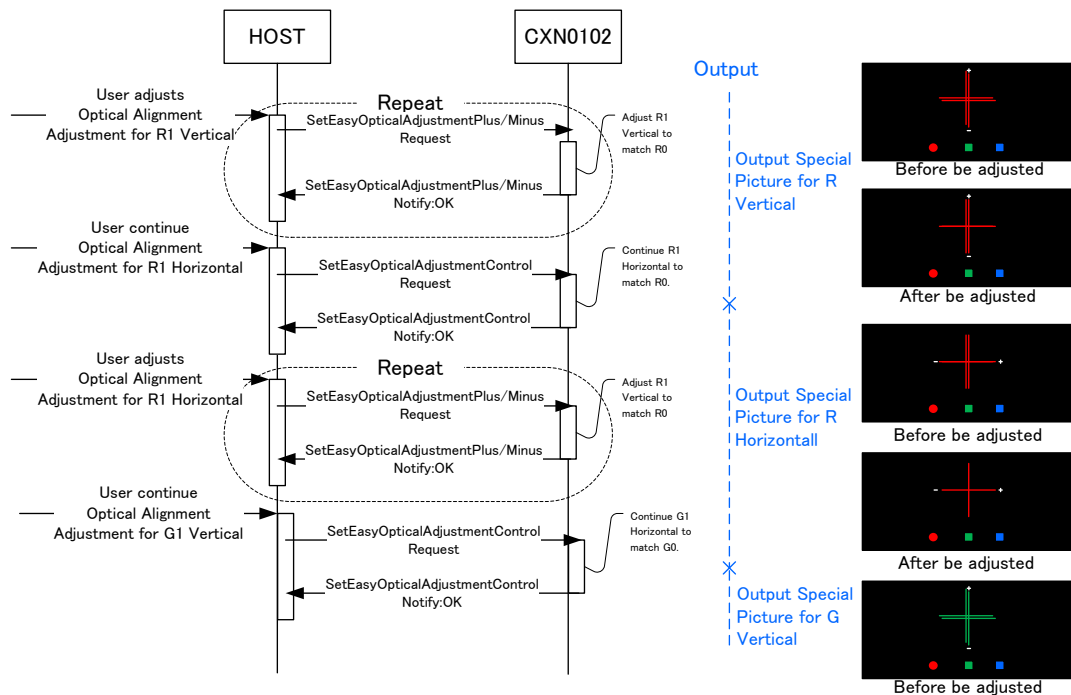 HOST
CXN0102
User adjusts
Optical Alignment
Adjustment for R1 Vertical
Repeat
SetEasyOpticalAdjustmentPlus/Minus
Request
Adjust R1
Vertical to
match R0
SetEasyOpticalAdjustmentPlus/Minus
Notify:OK
User continue
Optical Alignment
Adjustment for R1 Horizontal
SetEasyOpticalAdjustmentControl
Request
Continue R1
Horizontal to
match R0.
SetEasyOpticalAdjustmentControl
Notify:OK
User adjusts
Optical Alignment
Adjustment for R1 Horizontal
Repeat
SetEasyOpticalAdjustmentPlus/Minus
Request
Adjust R1
Vertical to
match R0
SetEasyOpticalAdjustmentPlus/Minus
Notify:OK
User continue
Optical Alignment
Adjustment for G1 Vertical
SetEasyOpticalAdjustmentControl
Request
Continue G1
Horizontal to
match G0.
SetEasyOpticalAdjustmentControl
Notify:OK
Output
Output Special
Picture for R
Vertical
Output Special
Picture for R
Horizontall
Output Special
Picture for G
Vertical
+
-
Before be adjusted
+
-
After be adjusted
- +
Before be adjusted
- +
After be adjusted
+
-
Before be adjusted